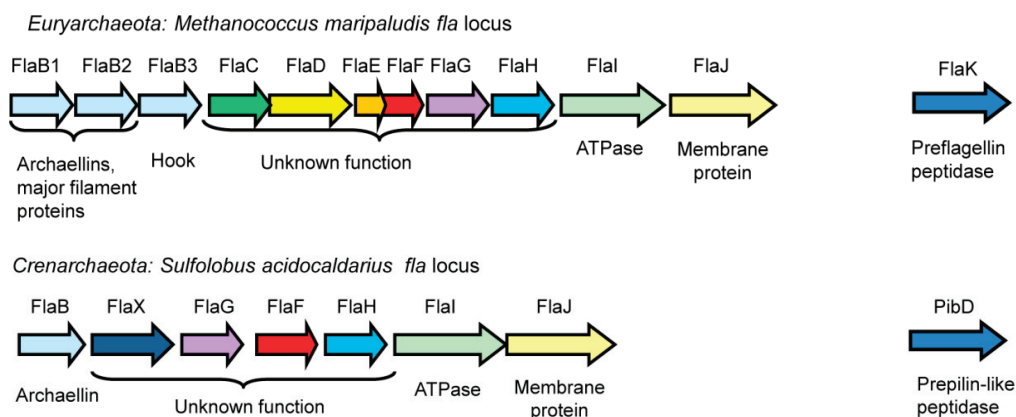 Euryarchaeota: Methanococcus maripaludis fla locus
FlaB1 FlaB2 FlaB3 FlaC FlaD FlaE FlaF FlaG FlaH FlaI FlaJ FlaK
Archaellins,
major filament
proteins
Hook
Unknown function
ATPase
Membrane
protein
Preflagellin
peptidase
Crenarchaeota: Sulfolobus acidocaldarius fla locus
FlaB FlaX FlaG FlaF FlaH FlaI FlaJ PibD
Archaellin
Unknown function
ATPase
Membrane
protein
Prepilin-like
peptidase